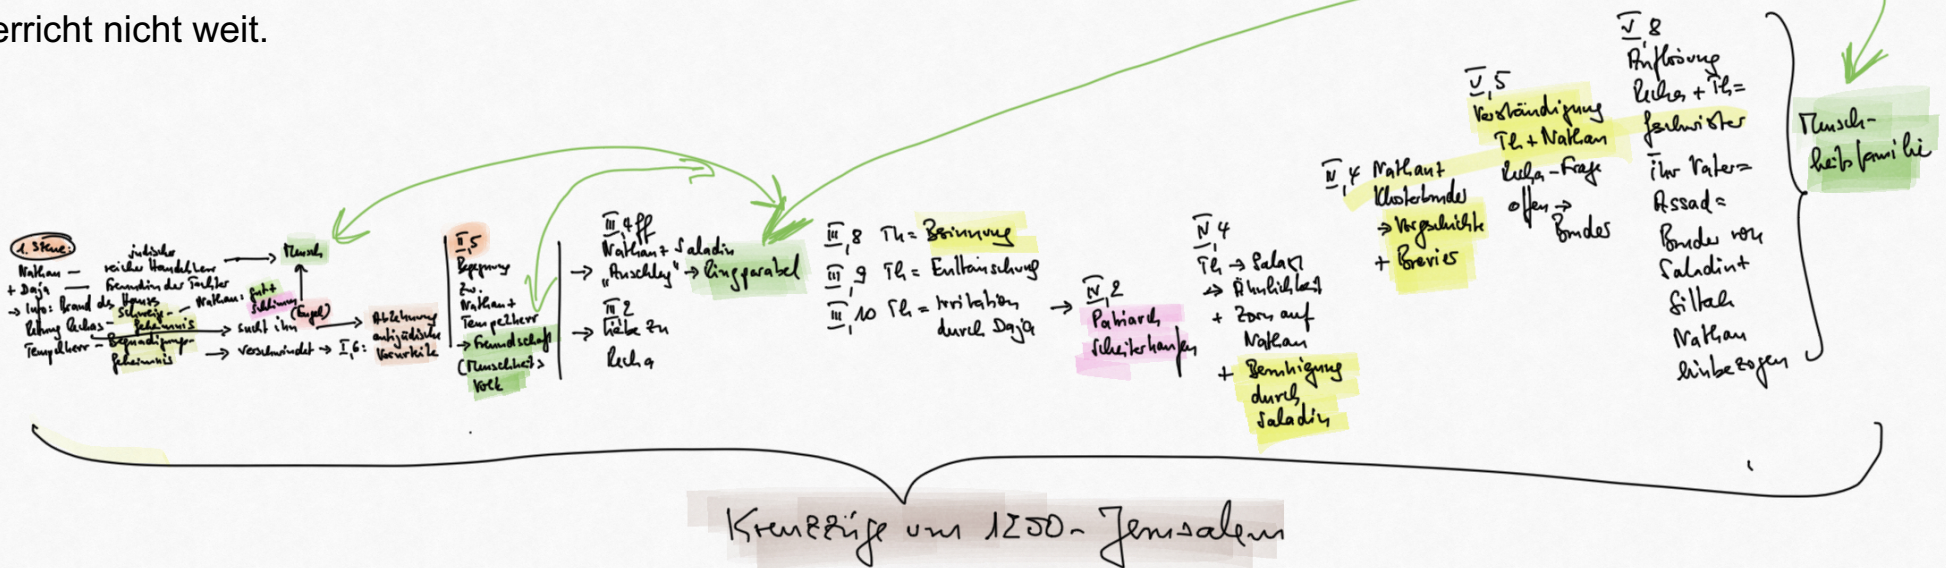 erricht nicht weit.
1. Szene:
Nathan —
+ Daja —
→ Info: Brand des Hauses
Rettung Rechas –
Tempelherr –
jüdischer
reicher Handelsherr
Freundin der Tochter
Schweige-
geheimnis
Begnadigungs-
geheimnis
→ Mensch
Nathan: gut +
schlimm
(Engel)
→ sucht ihn →
→ verschwindet → I,6:
Ablehnung
antijüdische
Vorurteile
II,5
Begegnung
zw.
Nathan +
Tempelherr
→ Freundschaft
(Menschheits
volk
III,4ff
Nathan + Saladin
→ "Anschlag" → Ringparabel
III 2
→ Liebe zu
Recha
III,8 Th = Besinnung
III,9 Th = Enttäuschung
III,10 Th = Irritation
durch Daja
→ IV,2
Patriarch
Scheiterhaufen
IV 4
Th →
→ Ähnlichkeit
+ Zorn auf
Nathan
+ Beruhigung
durch
Saladin
IV,4 Nathan +
Klosterbruder
→ Vorgeschichte
+ Brevier
V,5
Verständigung
Th + Nathan
Recha-Frage
offen →
Bruder
V,8
Auflösung
Recha + Th =
Geschwister
ihr Vater =
Assad =
Bruder von
Saladin +
Sittah
Nathan
einbezogen
Mensch-
heitsfamilie
Kreuzzüge um 1200 - Jerusalem